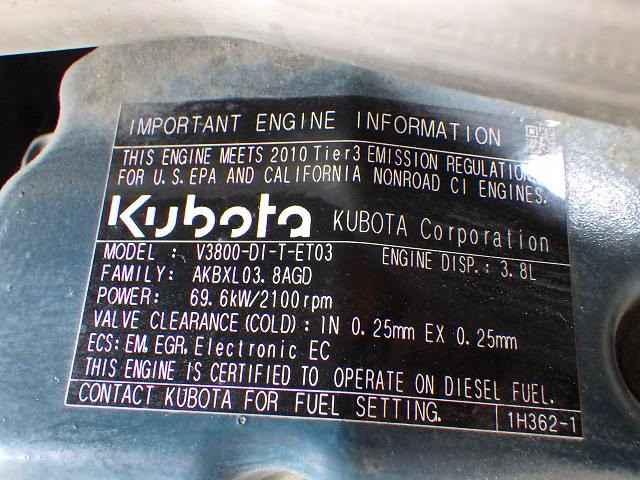 IMPORTANT ENGINE INFORMATION
THIS ENGINE MEETS 2010 Tier3 EMISSION REGULATION
FOR U.S. EPA AND CALIFORNIA NONROAD CI ENGINES.
Kubota KUBOTA Corporation
MODEL : V3800-DI-T-ET03 ENGINE DISP.: 3.8L
FAMILY: AKBXL03.8AGD
POWER: 69.6kW/2100rpm
VALVE CLEARANCE(COLD): IN 0.25mm EX 0.25mm
ECS: EM, EGR, Electronic EC
THIS ENGINE IS CERTIFIED TO OPERATE ON DIESEL FUEL.
CONTACT KUBOTA FOR FUEL SETTING. 1H362-1